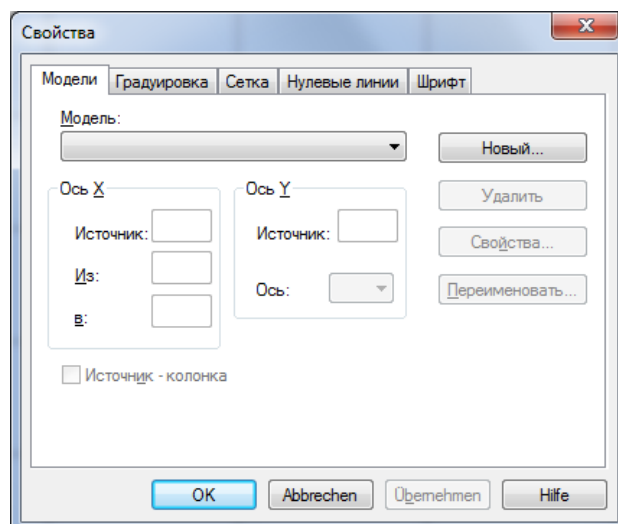 Свойства
Модели Градуировка Сетка Нулевые линии Шрифт
Модель:
Новый...
Ось X Ось Y Удалить
Источник: Источник: Свойства...
Из: Ось: Переименовать...
в:
Источник - колонка
OK Abbrechen Übernehmen Hilfe